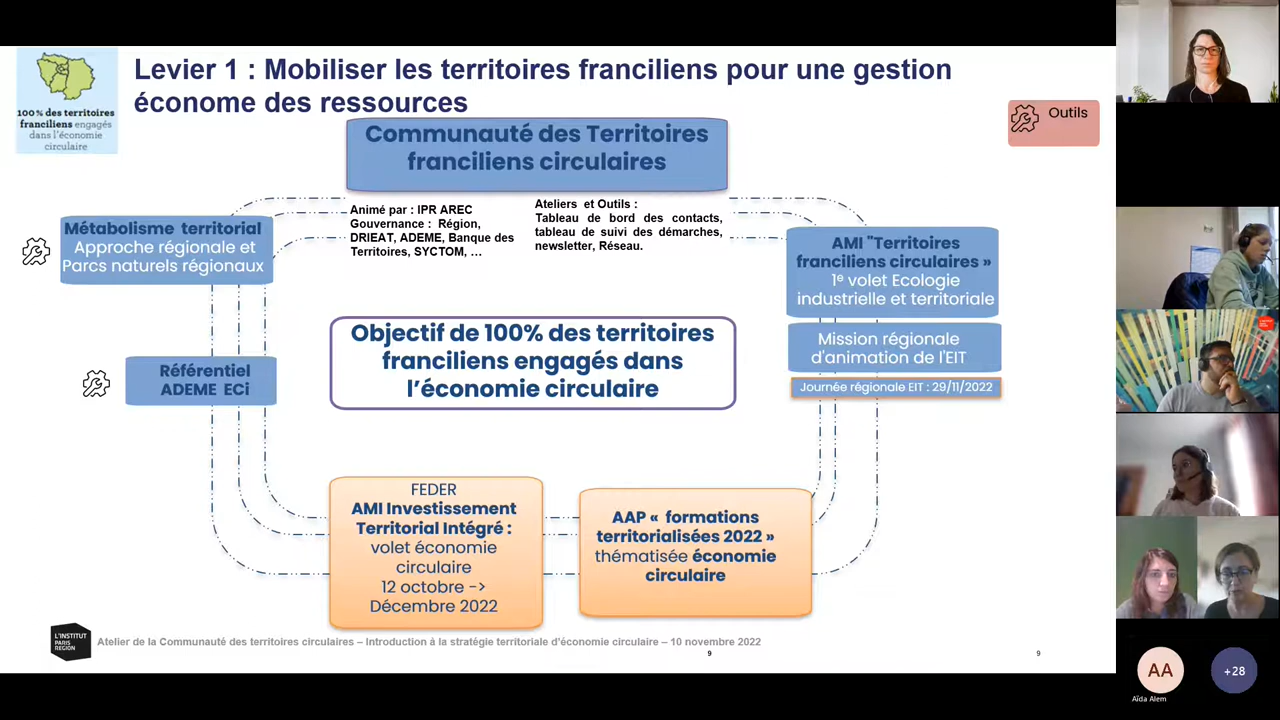 Levier 1 : Mobiliser les territoires franciliens pour une gestion
économe des ressources
100% des territoires
franciliens engagés
dans l'économie
circulaire
Outils
Communauté des Territoires
franciliens circulaires
Animé par : IPR AREC
Gouvernance : Région,
DRIEAT, ADEME, Banque des
Territoires, SYCTOM, ...
Ateliers et Outils :
Tableau de bord des contacts,
tableau de suivi des démarches,
newsletter, Réseau.
Métabolisme territorial
Approche régionale et
Parcs naturels régionaux
AMI "Territoires
franciliens circulaires »
1e volet Ecologie
industrielle et territoriale
Mission régionale
d'animation de l'EIT
Journée régionale EIT : 29/11/2022
Objectif de 100% des territoires
franciliens engagés dans
l'économie circulaire
Référentiel
ADEME ECi
FEDER
AMI Investissement
Territorial Intégré :
volet économie
circulaire
12 octobre ->
Décembre 2022
AAP « formations
territorialisées 2022 »
thématisée économie
circulaire
L'INSTITUT
PARIS
REGION
Atelier de la Communauté des territoires circulaires – Introduction à la stratégie territoriale d'économie circulaire – 10 novembre 2022
9
9
AA
Aïda Alem
+28